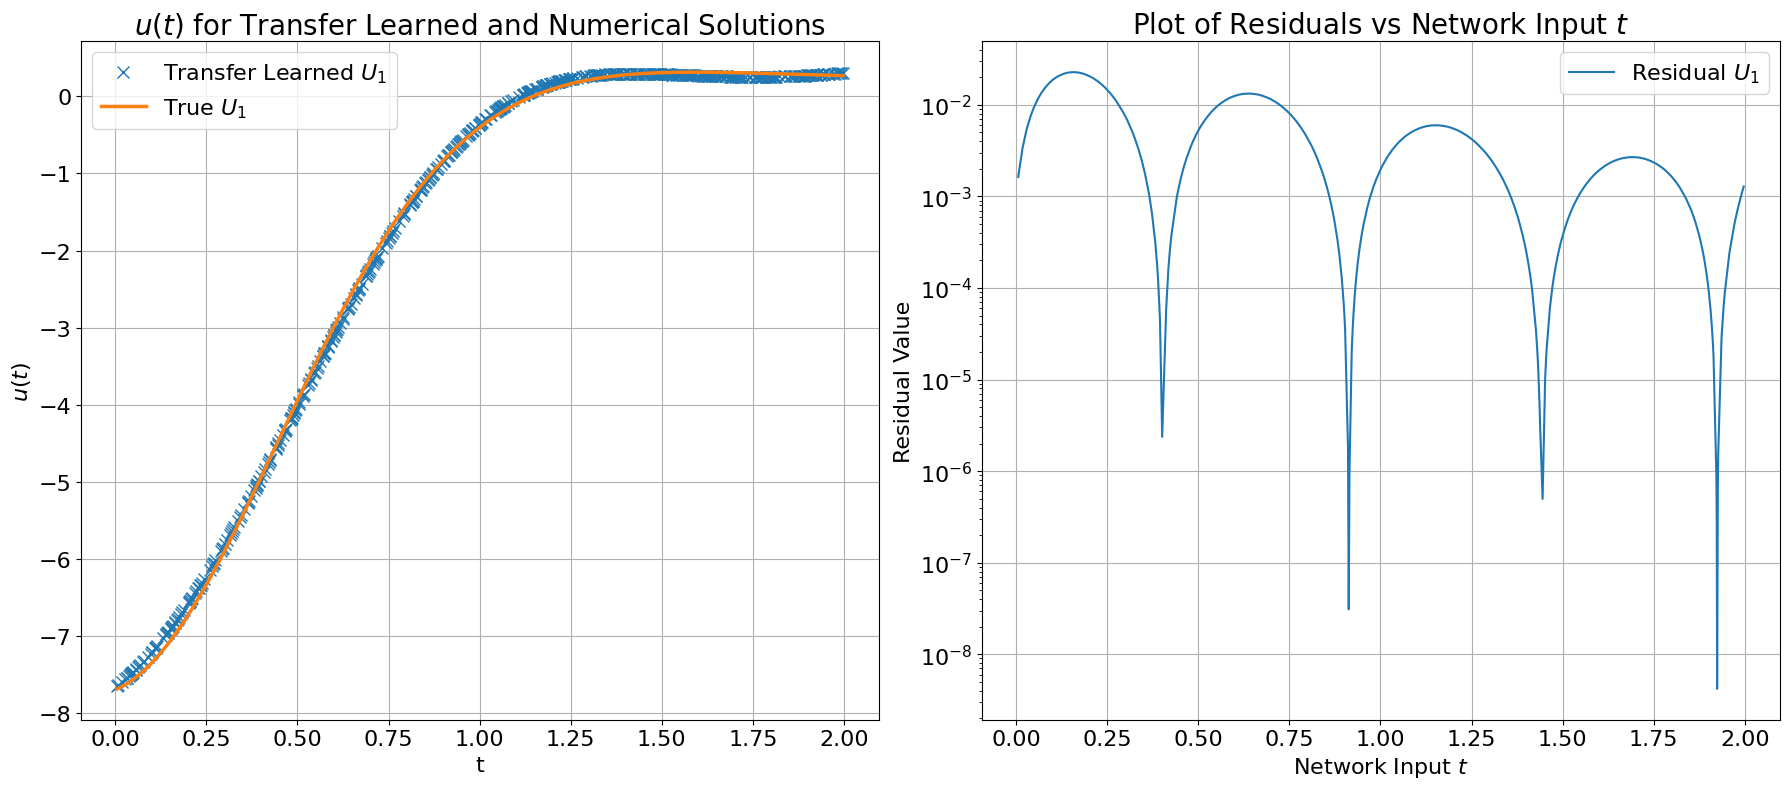 u(t) for Transfer Learned and Numerical Solutions
Transfer Learned U₁
True U₁
u(t)
0
−1
−2
−3
−4
−5
−6
−7
−8
0.00 0.25 0.50 0.75 1.00 1.25 1.50 1.75 2.00
t
Plot of Residuals vs Network Input t
Residual U₁
Residual Value
10⁻²
10⁻³
10⁻⁴
10⁻⁵
10⁻⁶
10⁻⁷
10⁻⁸
0.00 0.25 0.50 0.75 1.00 1.25 1.50 1.75 2.00
Network Input t